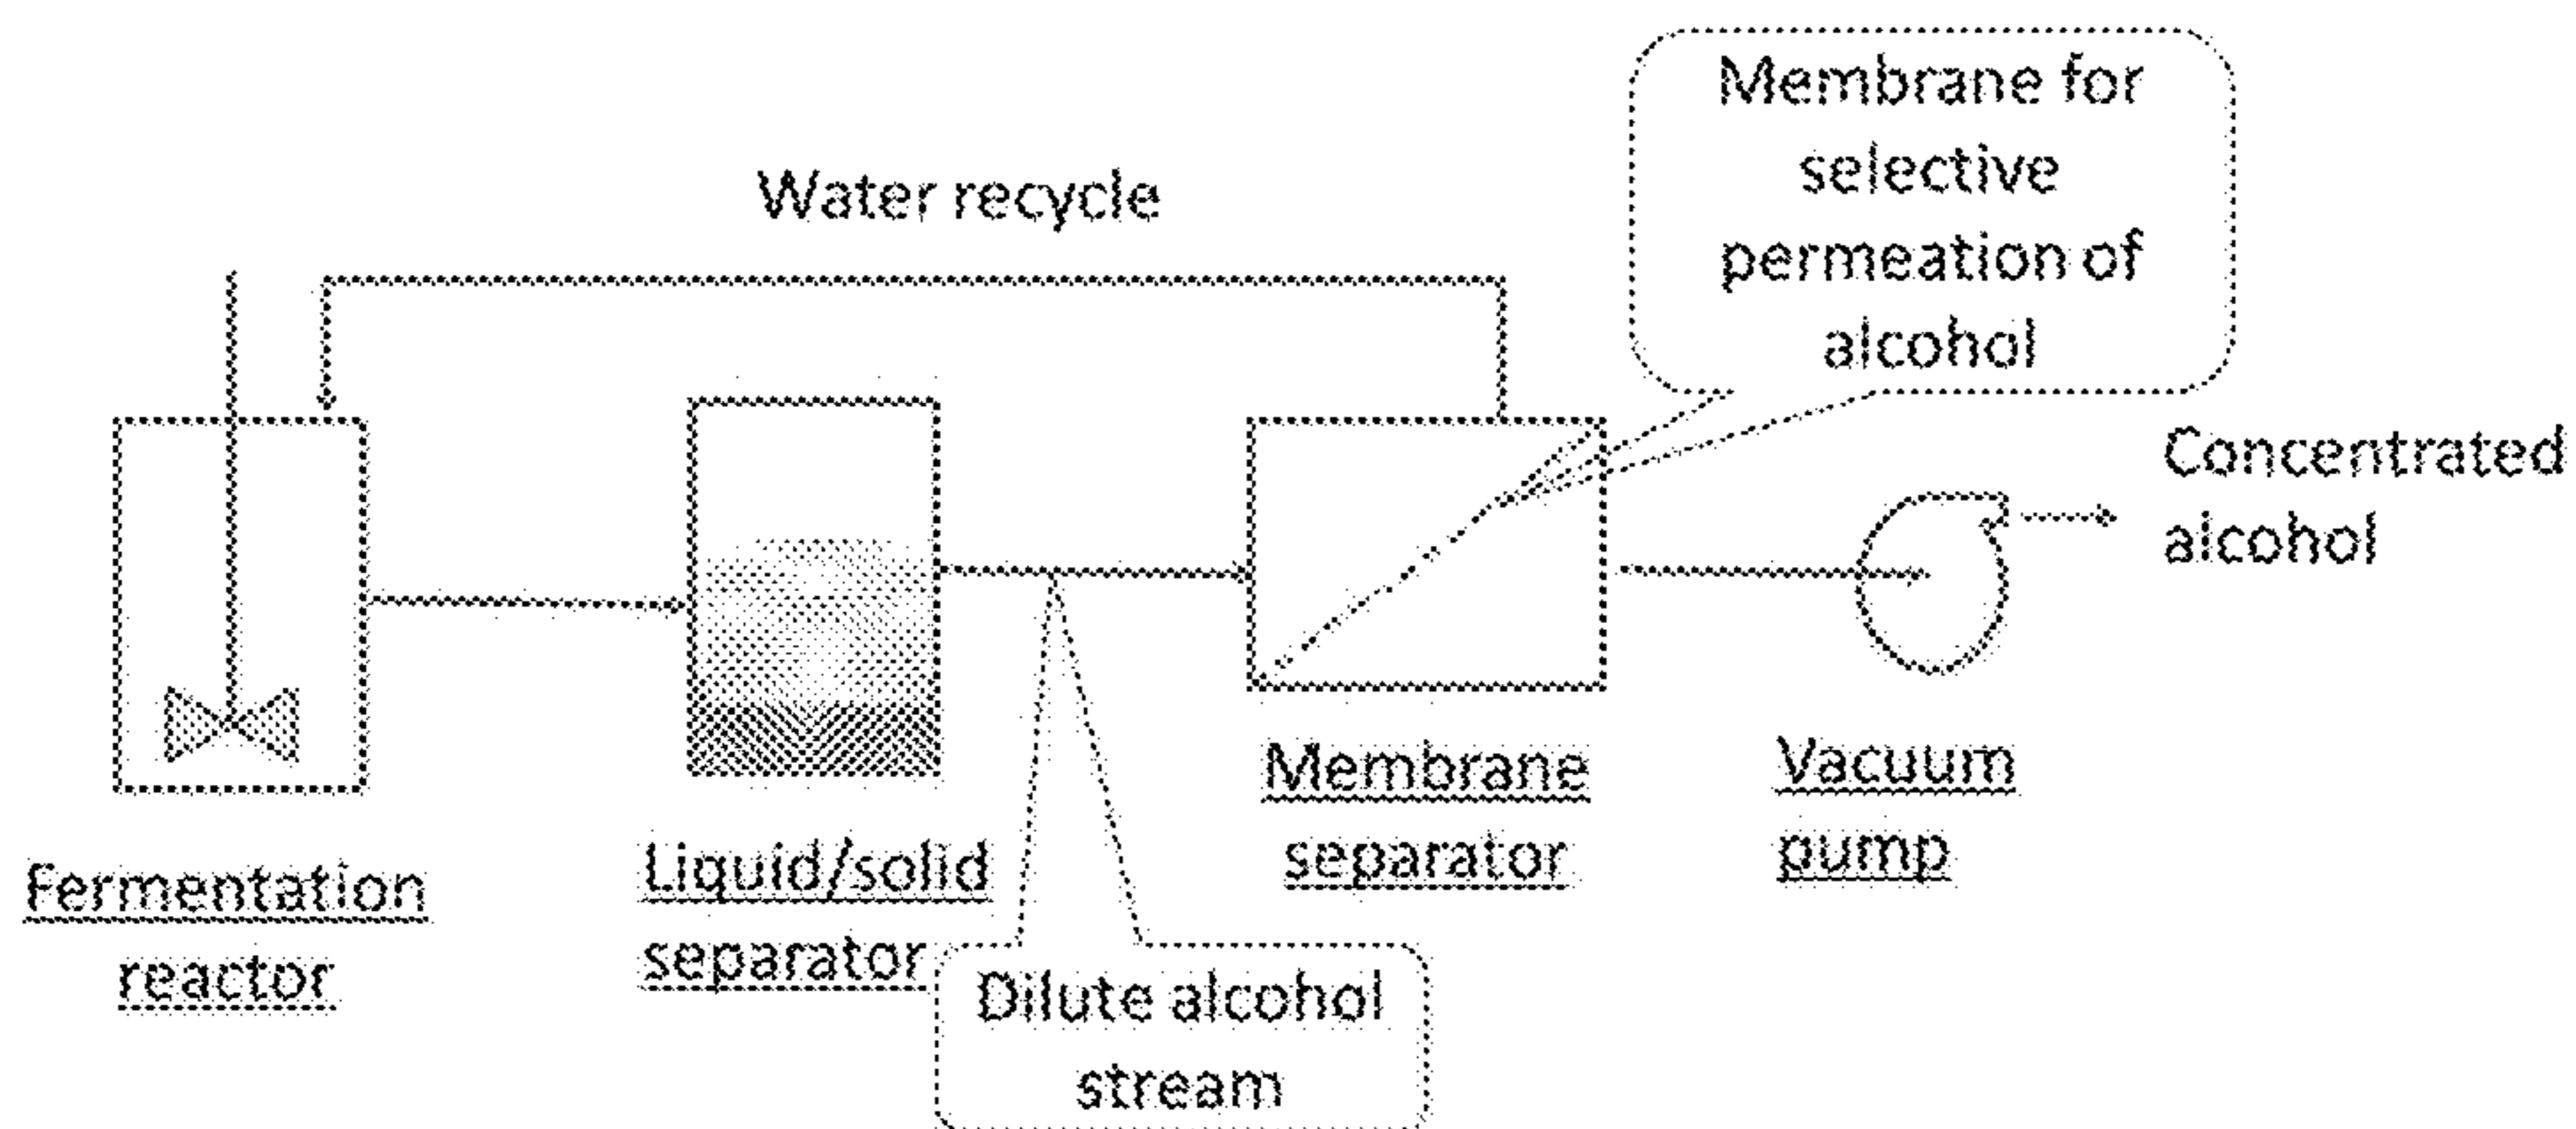 Membrane for
selective
permeation of
alcohol
Water recycle
Concentrated
alcohol
Membrane
separator
Vacuum
pump
Liquid/solid
separator
Fermentation
reactor
Dilute alcohol
stream